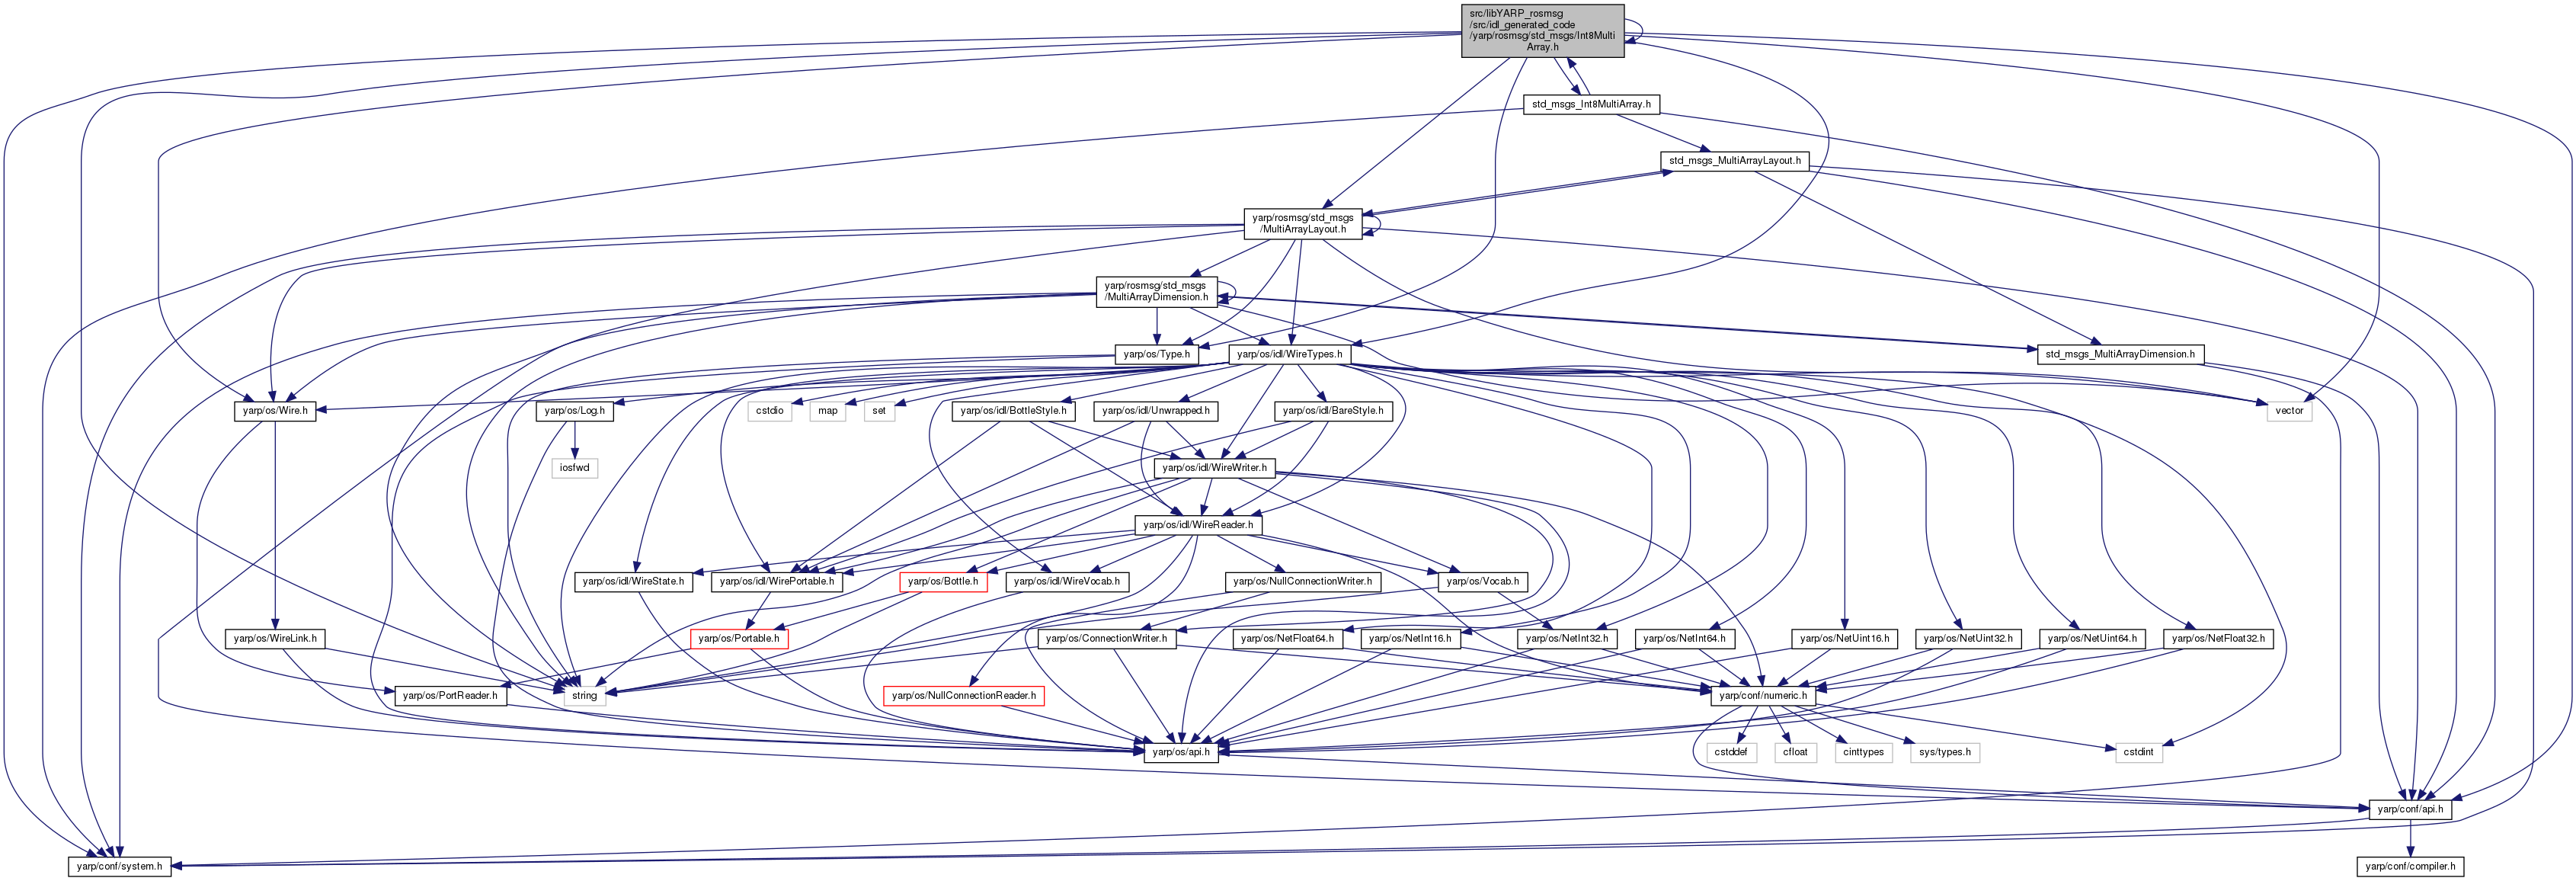 src/libYARP_rosmsg
/src/idl_generated_code
/yarp/rosmsg/std_msgs/Int8Multi
Array.h
std_msgs_Int8MultiArray.h
std_msgs_MultiArrayLayout.h
yarp/rosmsg/std_msgs
/MultiArrayLayout.h
yarp/rosmsg/std_msgs
/MultiArrayDimension.h
yarp/os/Type.h
yarp/os/idl/WireTypes.h
std_msgs_MultiArrayDimension.h
yarp/os/Wire.h
yarp/os/Log.h
cstdio
map
set
yarp/os/idl/BottleStyle.h
yarp/os/idl/Unwrapped.h
yarp/os/idl/BareStyle.h
vector
iosfwd
yarp/os/idl/WireWriter.h
yarp/os/idl/WireReader.h
yarp/os/idl/WireState.h
yarp/os/idl/WirePortable.h
yarp/os/Bottle.h
yarp/os/idl/WireVocab.h
yarp/os/NullConnectionWriter.h
yarp/os/Vocab.h
yarp/os/WireLink.h
yarp/os/Portable.h
yarp/os/ConnectionWriter.h
yarp/os/NetFloat64.h
yarp/os/NetInt16.h
yarp/os/NetInt32.h
yarp/os/NetInt64.h
yarp/os/NetUint16.h
yarp/os/NetUint32.h
yarp/os/NetUint64.h
yarp/os/NetFloat32.h
yarp/os/PortReader.h
string
yarp/os/NullConnectionReader.h
yarp/conf/numeric.h
yarp/os/api.h
cstddef
cfloat
cinttypes
sys/types.h
cstdint
yarp/conf/api.h
yarp/conf/system.h
yarp/conf/compiler.h